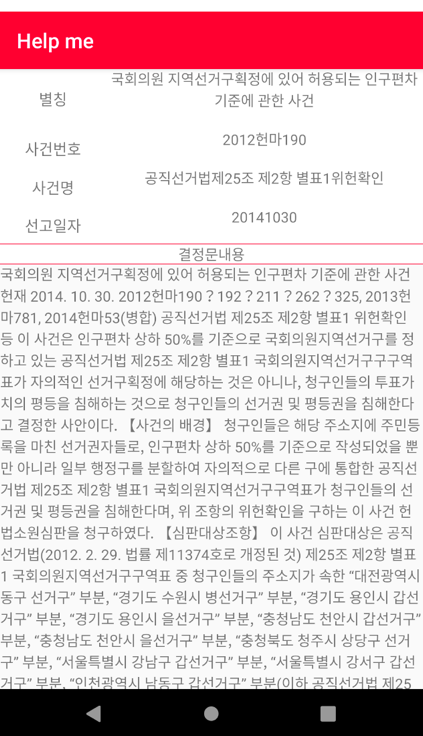 Help me
별칭
국회의원 지역선거구획정에 있어 허용되는 인구편차
기준에 관한 사건
사건번호
2012헌마190
사건명
공직선거법제25조 제2항 별표1위헌확인
선고일자
20141030
결정문내용
국회의원 지역선거구획정에 있어 허용되는 인구편차 기준에 관한 사건
헌재 2014. 10. 30. 2012헌마190？192？211？262？325, 2013헌
마781, 2014헌마53(병합) 공직선거법 제25조 제2항 별표1 위헌확인
등 이 사건은 인구편차 상하 50%를 기준으로 국회의원지역선거구를 정
하고 있는 공직선거법 제25조 제2항 별표1 국회의원지역선거구구구역
표가 자의적인 선거구획정에 해당하는 것은 아니나, 청구인들의 투표가
치의 평등을 침해하는 것으로 청구인들의 선거권 및 평등권을 침해한다
고 결정한 사안이다. 【사건의 배경】 청구인들은 해당 주소지에 주민등
록을 마친 선거권자들로, 인구편차 상하 50%를 기준으로 작성되었을 뿐
만 아니라 일부 행정구를 분할하여 자의적으로 다른 구에 통합한 공직선
거법 제25조 제2항 별표1 국회의원지역선거구구역표가 청구인들의 선
거권 및 평등권을 침해한다며, 위 조항의 위헌확인을 구하는 이 사건 헌
법소원심판을 청구하였다. 【심판대상조항】 이 사건 심판대상은 공직
선거법(2012. 2. 29. 법률 제11374호로 개정된 것) 제25조 제2항 별표
1 국회의원지역선거구구역표 중 청구인들의 주소지가 속한 “대전광역시
동구 선거구” 부분, “경기도 수원시 병선거구“ 부분, “경기도 용인시 갑선
거구” 부분, “경기도 용인시 을선거구” 부분, “충청남도 천안시 갑선거구”
부분, “충청남도 천안시 을선거구” 부분, “충청북도 청주시 상당구 선거
구” 부분, “서울특별시 강남구 갑선거구” 부분, “서울특별시 강서구 갑선
거구” 부분, “인천광역시 남동구 갑선거구” 부분(이하 공직선거법 제25